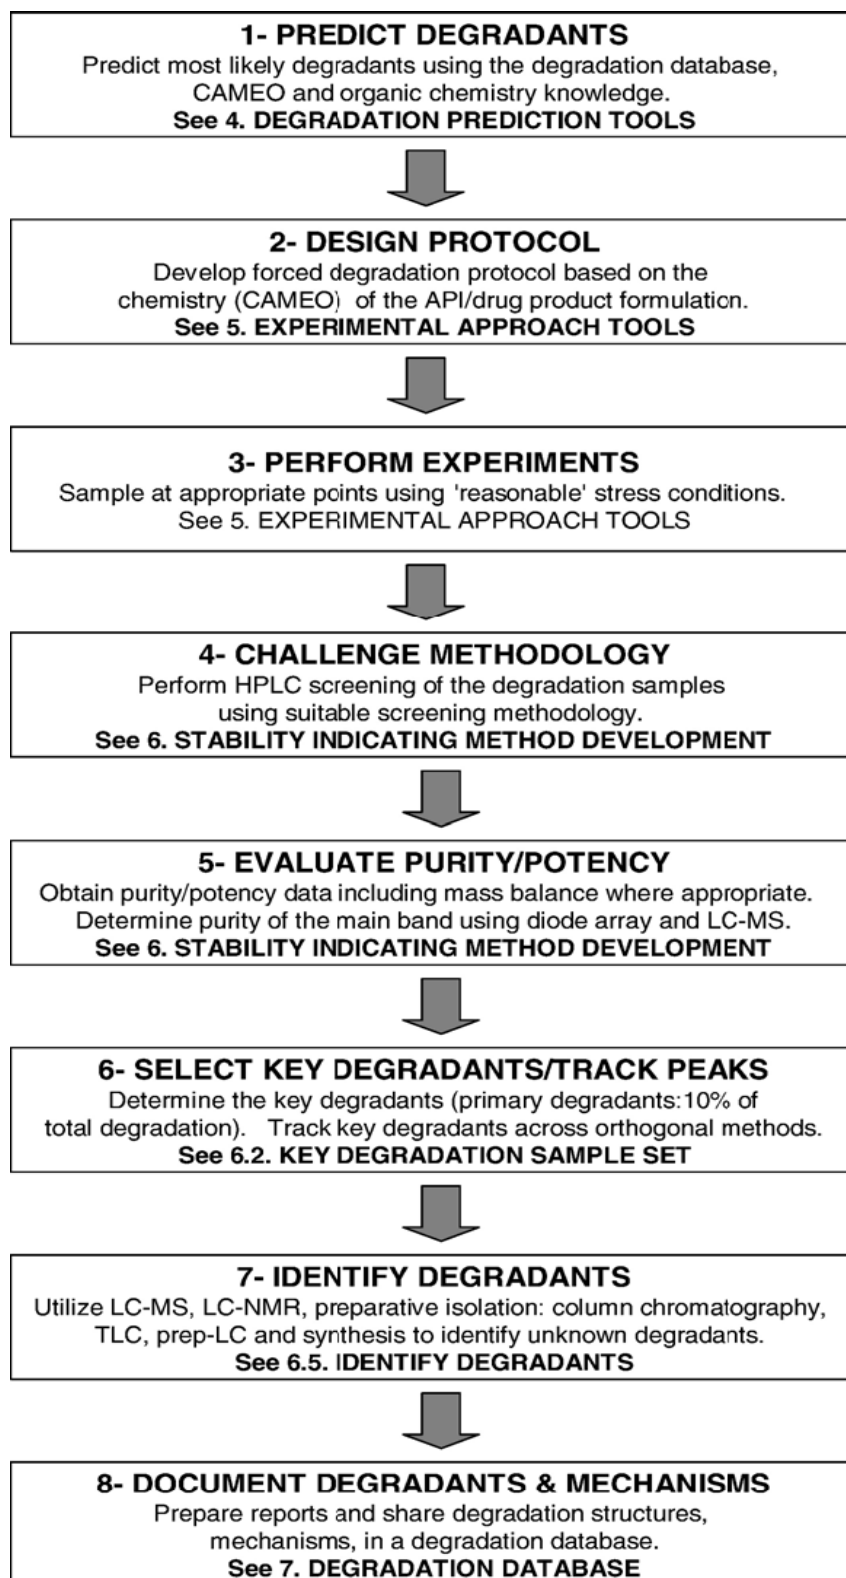 1- PREDICT DEGRADANTS
Predict most likely degradants using the degradation database,
CAMEO and organic chemistry knowledge.
See 4. DEGRADATION PREDICTION TOOLS
2- DESIGN PROTOCOL
Develop forced degradation protocol based on the
chemistry (CAMEO) of the API/drug product formulation.
See 5. EXPERIMENTAL APPROACH TOOLS
3- PERFORM EXPERIMENTS
Sample at appropriate points using 'reasonable' stress conditions.
See 5. EXPERIMENTAL APPROACH TOOLS
4- CHALLENGE METHODOLOGY
Perform HPLC screening of the degradation samples
using suitable screening methodology.
See 6. STABILITY INDICATING METHOD DEVELOPMENT
5- EVALUATE PURITY/POTENCY
Obtain purity/potency data including mass balance where appropriate.
Determine purity of the main band using diode array and LC-MS.
See 6. STABILITY INDICATING METHOD DEVELOPMENT
6- SELECT KEY DEGRADANTS/TRACK PEAKS
Determine the key degradants (primary degradants:10% of
total degradation). Track key degradants across orthogonal methods.
See 6.2. KEY DEGRADATION SAMPLE SET
7- IDENTIFY DEGRADANTS
Utilize LC-MS, LC-NMR, preparative isolation: column chromatography,
TLC, prep-LC and synthesis to identify unknown degradants.
See 6.5. IDENTIFY DEGRADANTS
8- DOCUMENT DEGRADANTS & MECHANISMS
Prepare reports and share degradation structures,
mechanisms, in a degradation database.
See 7. DEGRADATION DATABASE